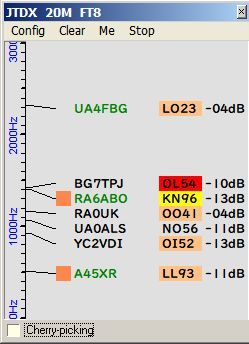 JTDX 20M FT8
Config Clear Me Stop
3000
UA4FBG LO23 -04dB
2000Hz
BG7TPJ OL54 -10dB
RA6ABO KN96 -13dB
RA0UK OO41 -04dB
1000Hz
UA0ALS NO56 -11dB
YC2VDI OI52 -13dB
A45XR LL93 -11dB
0Hz
Cherry-picking